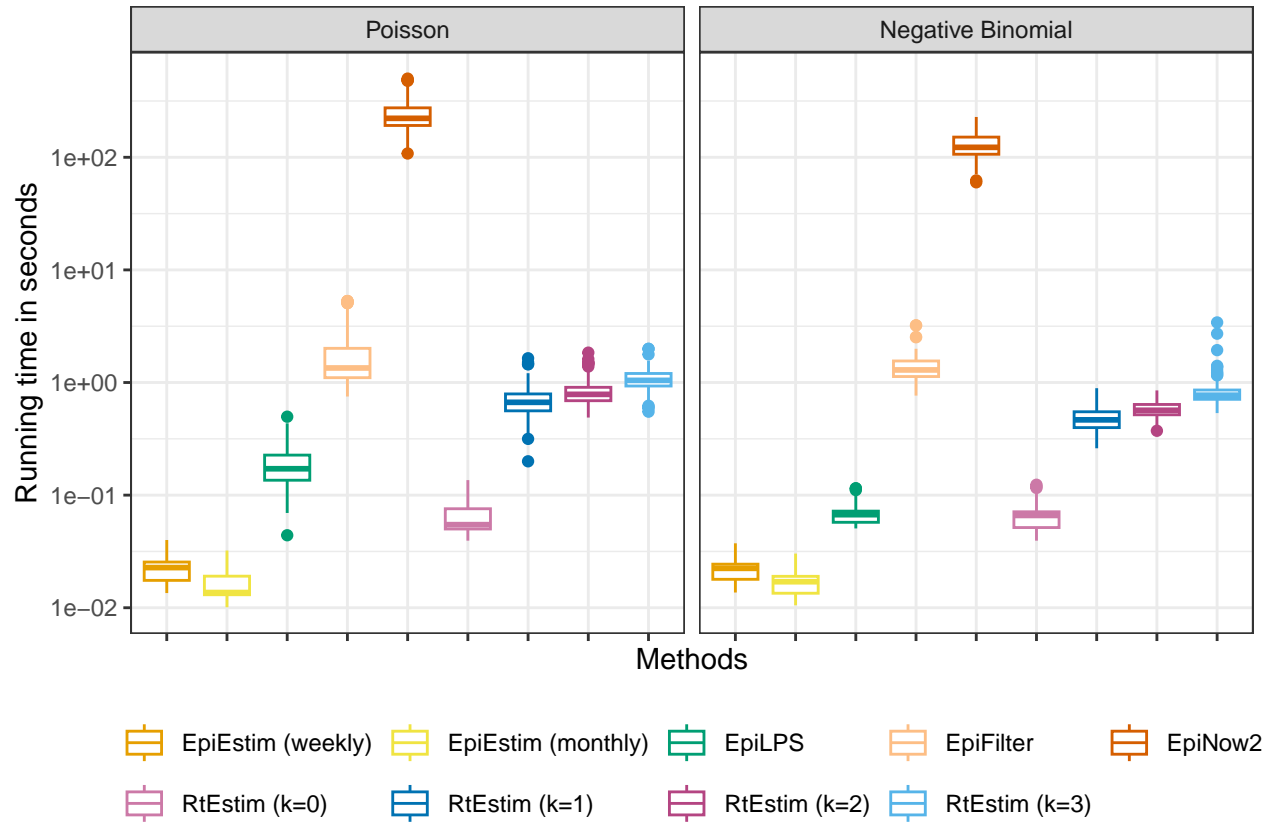 Poisson
Negative Binomial
Running time in seconds
1e+02
1e+01
1e+00
1e−01
1e−02
Methods
EpiEstim (weekly)
EpiEstim (monthly)
EpiLPS
EpiFilter
EpiNow2
RtEstim (k=0)
RtEstim (k=1)
RtEstim (k=2)
RtEstim (k=3)